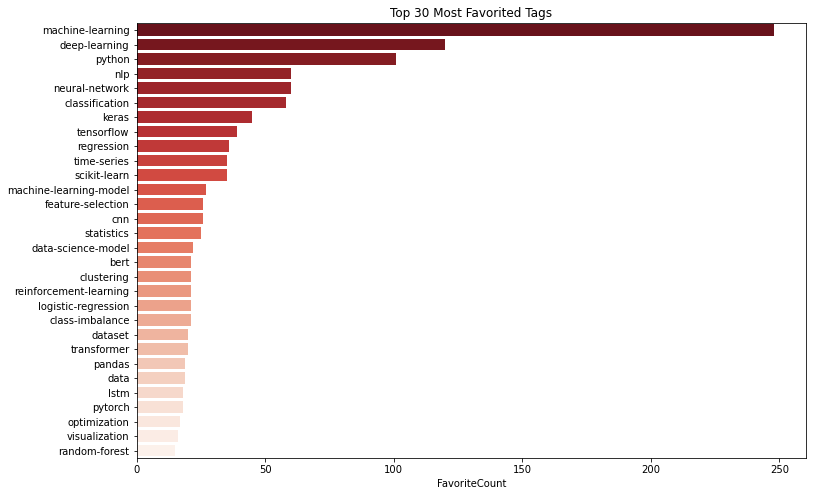 Top 30 Most Favorited Tags
machine-learning
deep-learning
python
nlp
neural-network
classification
keras
tensorflow
regression
time-series
scikit-learn
machine-learning-model
feature-selection
cnn
statistics
data-science-model
bert
clustering
reinforcement-learning
logistic-regression
class-imbalance
dataset
transformer
pandas
data
lstm
pytorch
optimization
visualization
random-forest
0 50 100 150 200 250
FavoriteCount